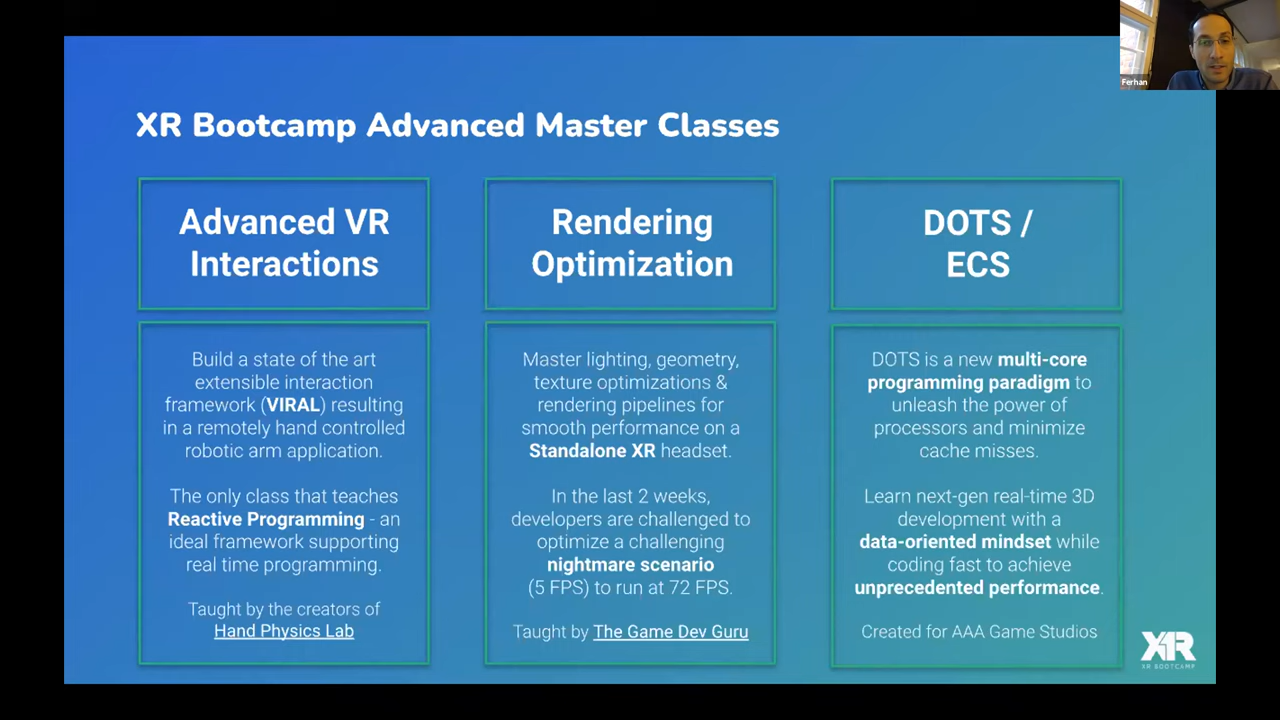 Ferhan
XR Bootcamp Advanced Master Classes
Advanced VR
Interactions
Build a state of the art
extensible interaction
framework (VIRAL) resulting
in a remotely hand controlled
robotic arm application.
The only class that teaches
Reactive Programming - an
ideal framework supporting
real time programming.
Taught by the creators of
Hand Physics Lab
Rendering
Optimization
Master lighting, geometry,
texture optimizations &
rendering pipelines for
smooth performance on a
Standalone XR headset.
In the last 2 weeks,
developers are challenged to
optimize a challenging
nightmare scenario
(5 FPS) to run at 72 FPS.
Taught by The Game Dev Guru
DOTS /
ECS
DOTS is a new multi-core
programming paradigm to
unleash the power of
processors and minimize
cache misses.
Learn next-gen real-time 3D
development with a
data-oriented mindset while
coding fast to achieve
unprecedented performance.
Created for AAA Game Studios
XR
XR BOOTCAMP